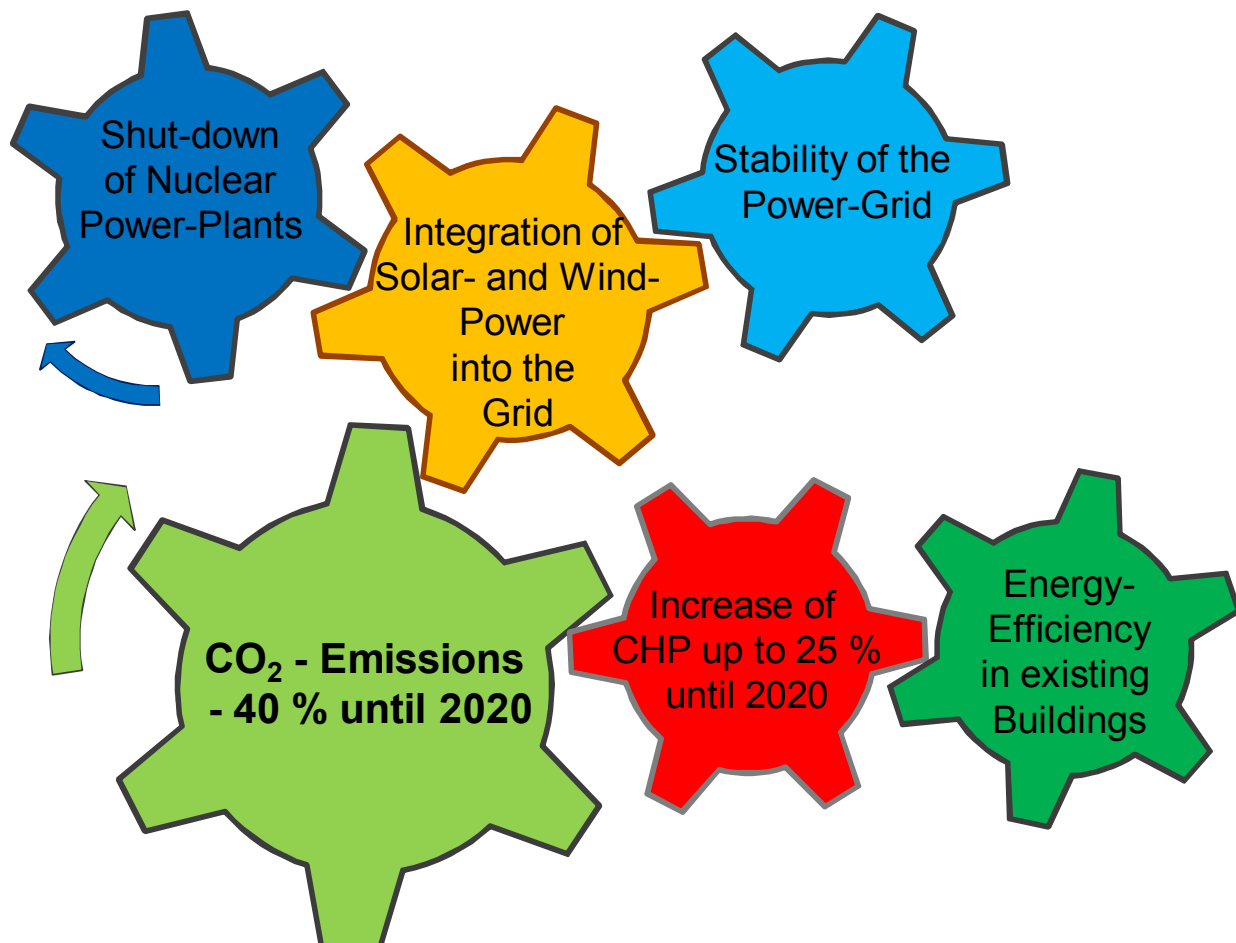 Shut-down
of Nuclear
Power-Plants
Integration of
Solar- and Wind-
Power
into the
Grid
Stability of the
Power-Grid
CO₂ - Emissions
- 40 % until 2020
Increase of
CHP up to 25 %
until 2020
Energy-
Efficiency
in existing
Buildings